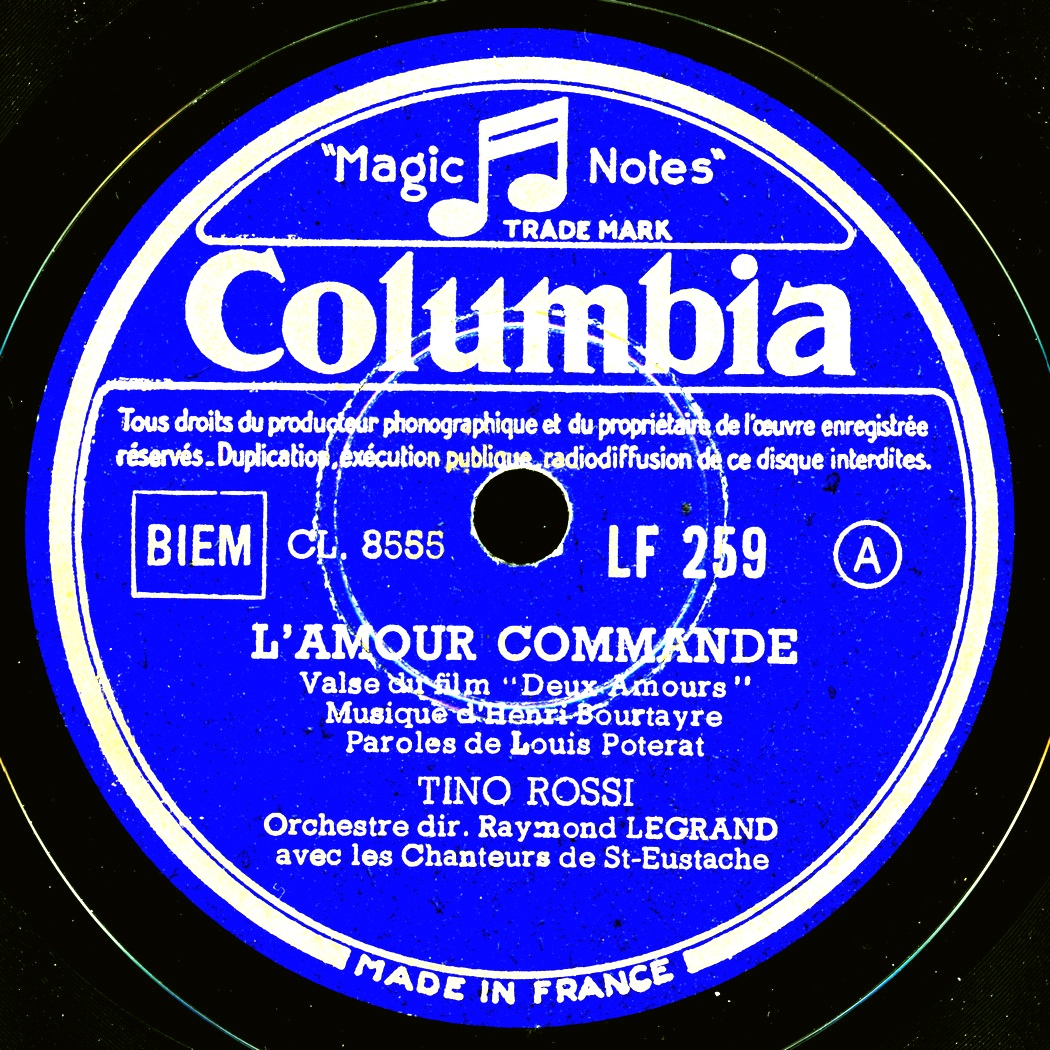 "Magic Notes"
TRADE MARK
Columbia
Tous droits du producteur phonographique et du propriétaire de l'œuvre enregistrée
réservés. Duplication, exécution publique, radiodiffusion de ce disque interdites.
BIEM CL. 8555 LF 259 A
L'AMOUR COMMANDE
Valse du film "Deux Amours"
Musique d'Henri Bourtayre
Paroles de Louis Poterat
TINO ROSSI
Orchestre dir. Raymond LEGRAND
avec les Chanteurs de St-Eustache
MADE IN FRANCE